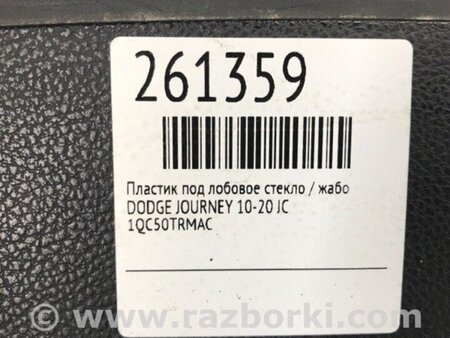 261359
Пластик под лобовое стекло / жабо
DODGE JOURNEY 10-20 JC
1QC50TRMAC
www.razborki.com